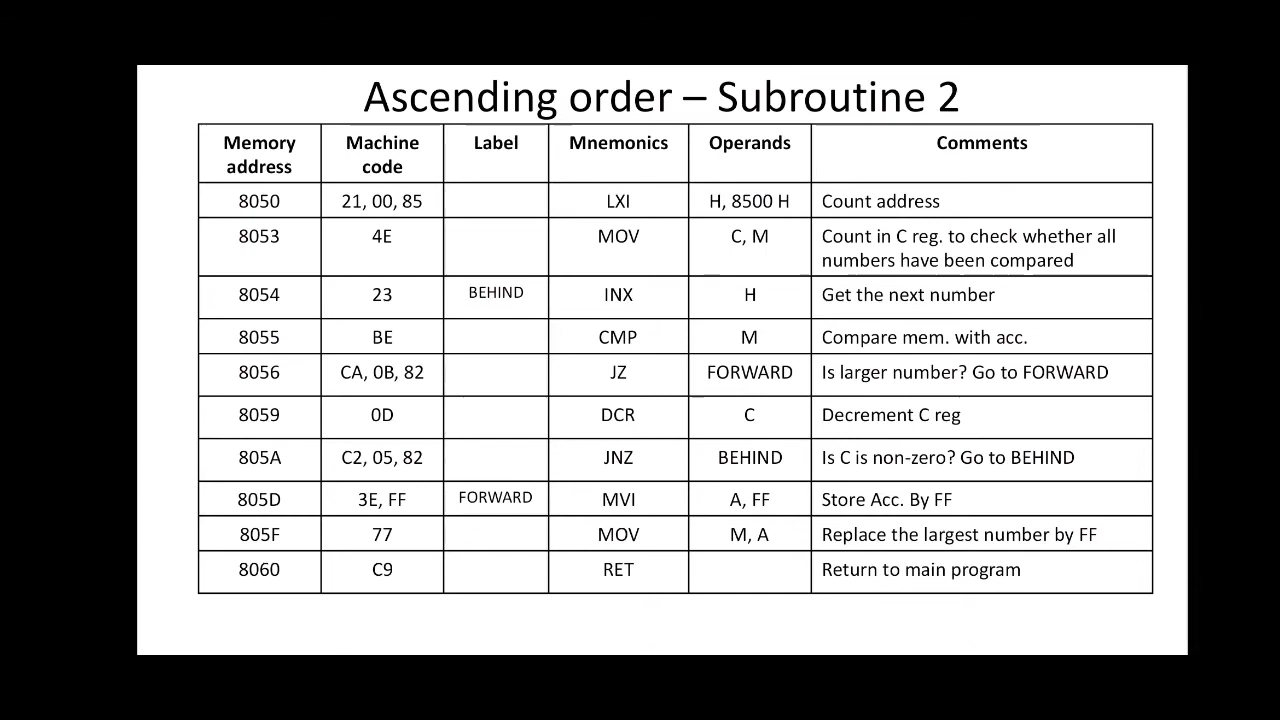 Ascending order – Subroutine 2
Memory address Machine code Label Mnemonics Operands Comments
8050 21, 00, 85 LXI H, 8500 H Count address
8053 4E MOV C, M Count in C reg. to check whether all
numbers have been compared
8054 23 BEHIND INX H Get the next number
8055 BE CMP M Compare mem. with acc.
8056 CA, 0B, 82 JZ FORWARD Is larger number? Go to FORWARD
8059 0D DCR C Decrement C reg
805A C2, 05, 82 JNZ BEHIND Is C is non-zero? Go to BEHIND
805D 3E, FF FORWARD MVI A, FF Store Acc. By FF
805F 77 MOV M, A Replace the largest number by FF
8060 C9 RET Return to main program